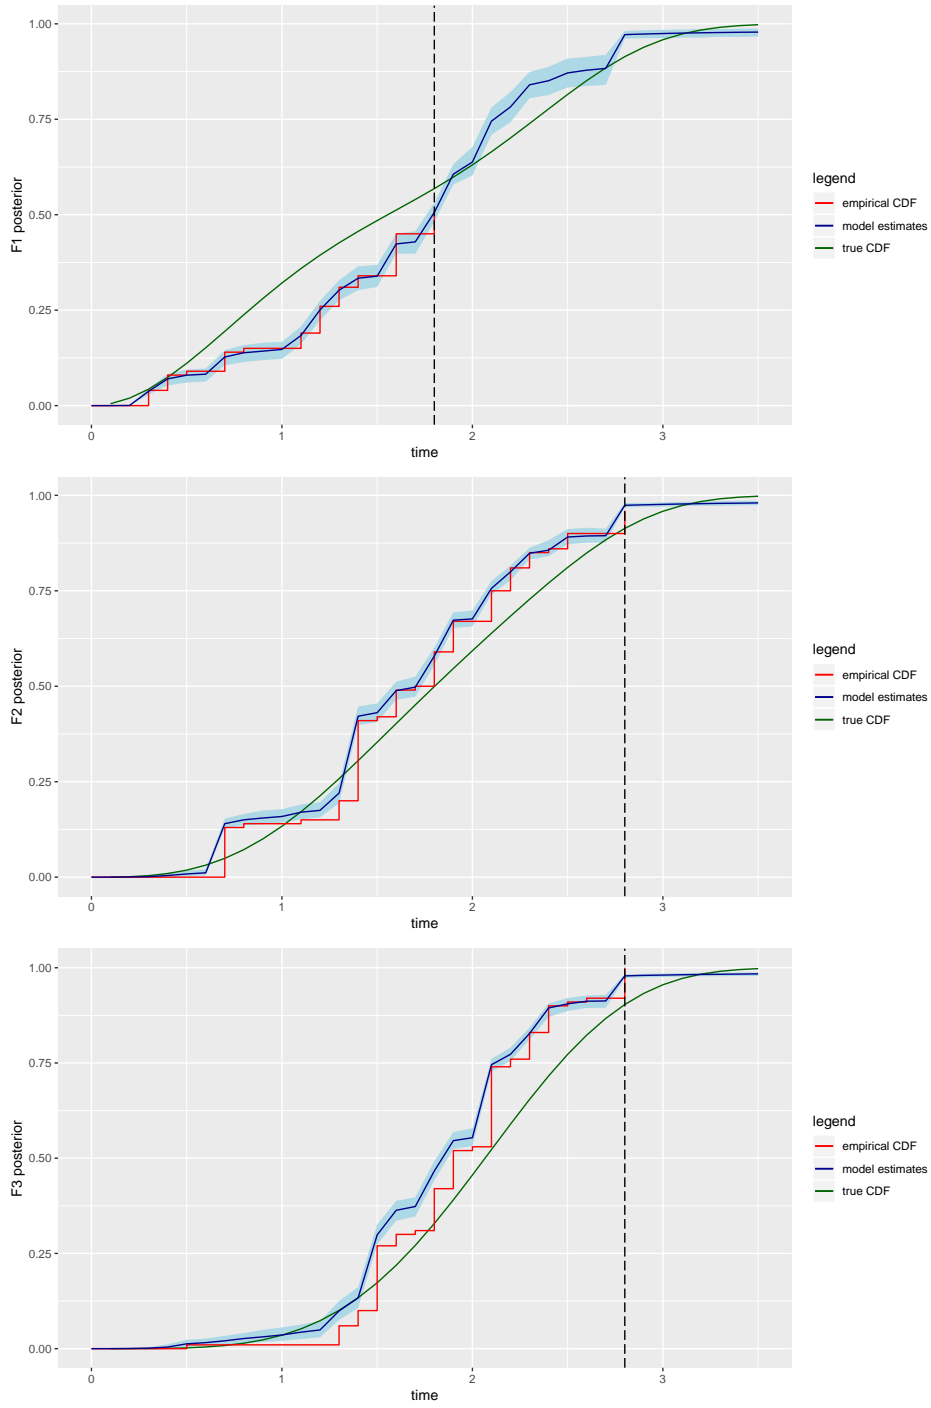 1.00
0.75
0.50
0.25
0.00
F1 posterior
0 1 2 3
time
legend
empirical CDF
model estimates
true CDF
1.00
0.75
0.50
0.25
0.00
F2 posterior
0 1 2 3
time
legend
empirical CDF
model estimates
true CDF
1.00
0.75
0.50
0.25
0.00
F3 posterior
0 1 2 3
time
legend
empirical CDF
model estimates
true CDF